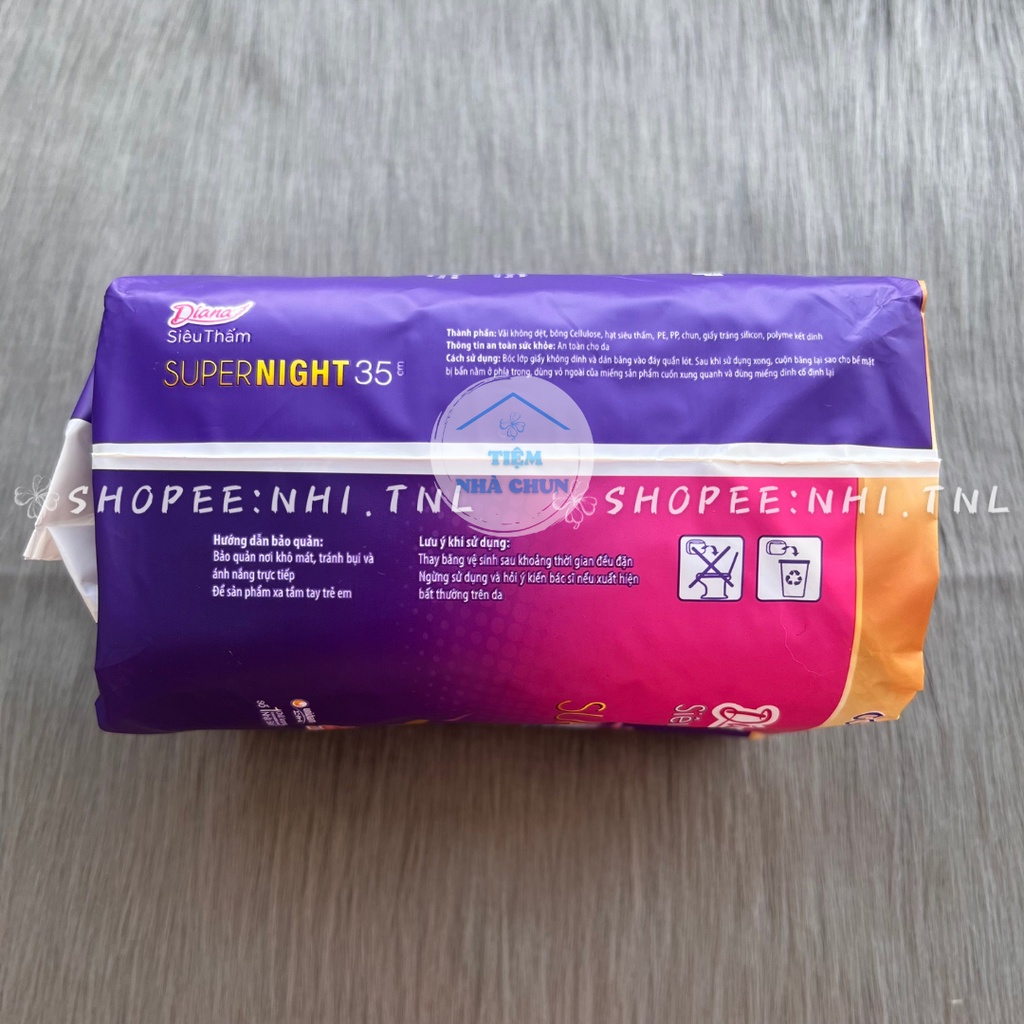 Diana
Siêu Thấm
SUPERNIGHT 35cm
Thành phần: Vải không dệt, bông Cellulose, hạt siêu thấm, PE, PP, chun, giấy tráng silicon, polyme kết dính
Thông tin an toàn sức khỏe: An toàn cho da
Cách sử dụng: Bóc lớp giấy không dính và dán băng vào đáy quần lót. Sau khi sử dụng xong, cuộn băng lại sao cho bề mặt
bị bẩn nằm ở phía trong, dùng vỏ ngoài của miếng sản phẩm cuốn xung quanh và dùng miếng dính cố định lại
TIỆM
NHÀ CHUN
SHOPEE:NHI.TNL
SHOPEE:NHI.TNL
Hướng dẫn bảo quản:
Bảo quản nơi khô mát, tránh bụi và
ánh nắng trực tiếp
Để sản phẩm xa tầm tay trẻ em
Lưu ý khi sử dụng:
Thay băng vệ sinh sau khoảng thời gian đều đặn
Ngừng sử dụng và hỏi ý kiến bác sĩ nếu xuất hiện
bất thường trên da
Siê